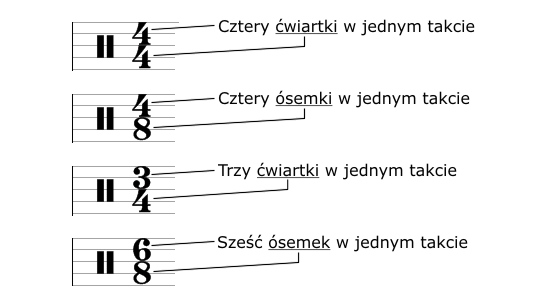 4 Cztery ćwiartki w jednym takcie
4
4 Cztery ósemki w jednym takcie
8
3 Trzy ćwiartki w jednym takcie
4
6 Sześć ósemek w jednym takcie
8